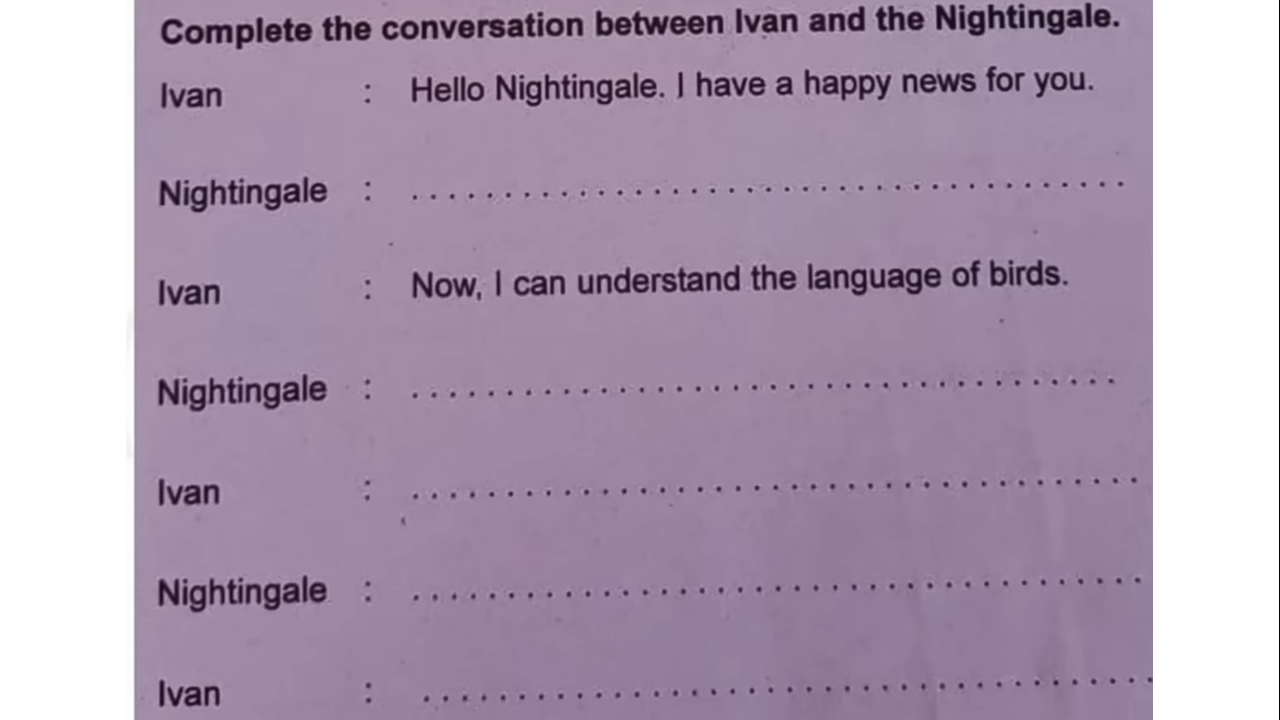 Complete the conversation between Ivan and the Nightingale.
Ivan : Hello Nightingale. I have a happy news for you.
Nightingale : ....................................
Ivan : Now, I can understand the language of birds.
Nightingale : ....................................
Ivan : ....................................
Nightingale : ....................................
Ivan : ....................................